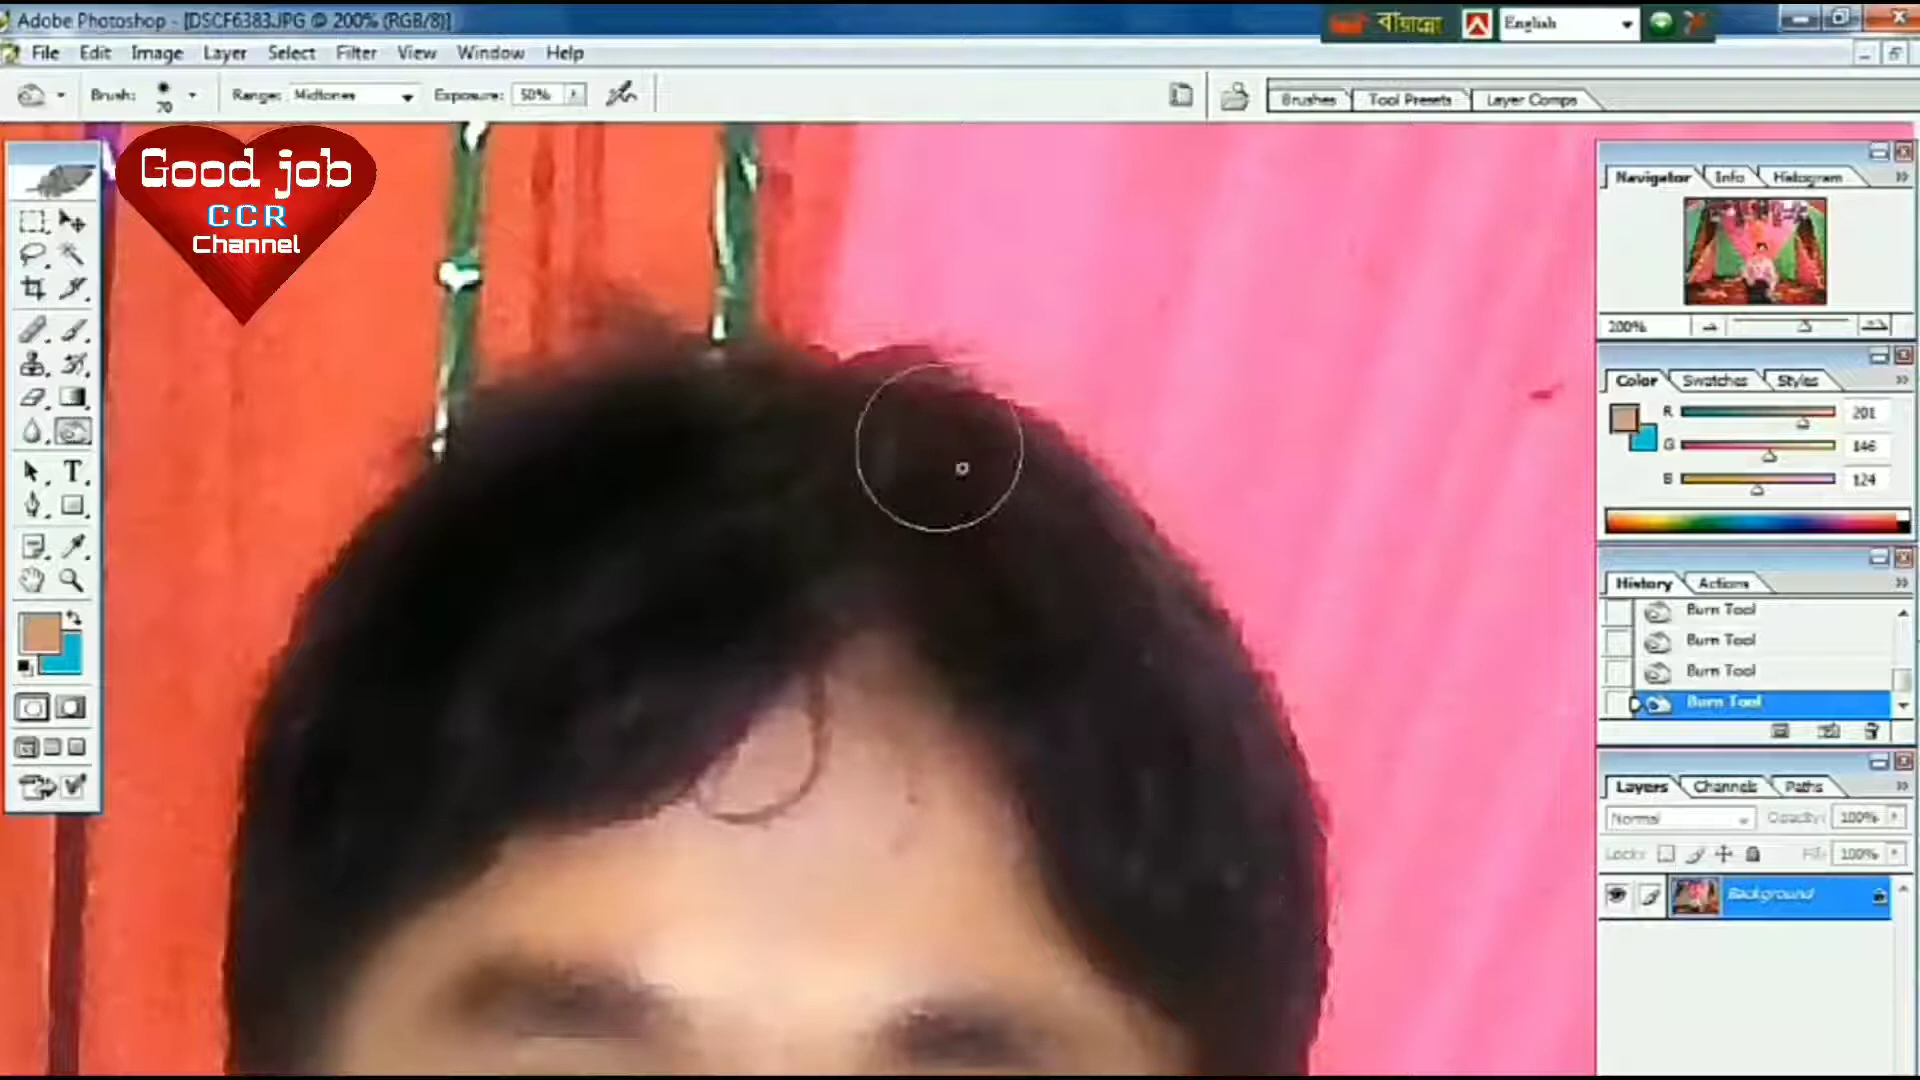 Adobe Photoshop - [DSCF6383.JPG @ 200% (RGB/8)]
বায়ান্নো
English
File Edit Image Layer Select Filter View Window Help
Brush: 70 Range: Midtones Exposure: 50%
Brushes Tool Presets Layer Comps
Good job
CCR
Channel
Navigator Info Histogram
200%
Color Swatches Styles
R 201
G 146
B 124
History Actions
Burn Tool
Burn Tool
Burn Tool
Burn Tool
Layers Channels Paths
Normal Opacity: 100%
Lock: Fill: 100%
Background